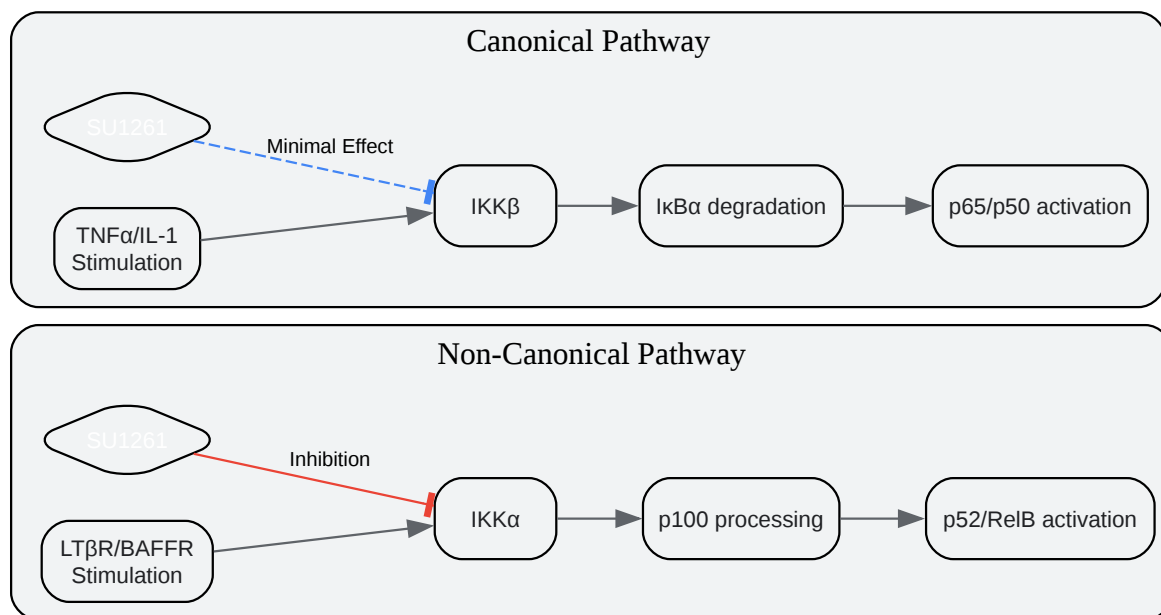 Canonical Pathway
SU1261
Minimal Effect
TNFα/IL-1
Stimulation
IKKβ
IκBα degradation
p65/p50 activation
Non-Canonical Pathway
SU1261
Inhibition
LTβR/BAFFR
Stimulation
IKKα
p100 processing
p52/RelB activation